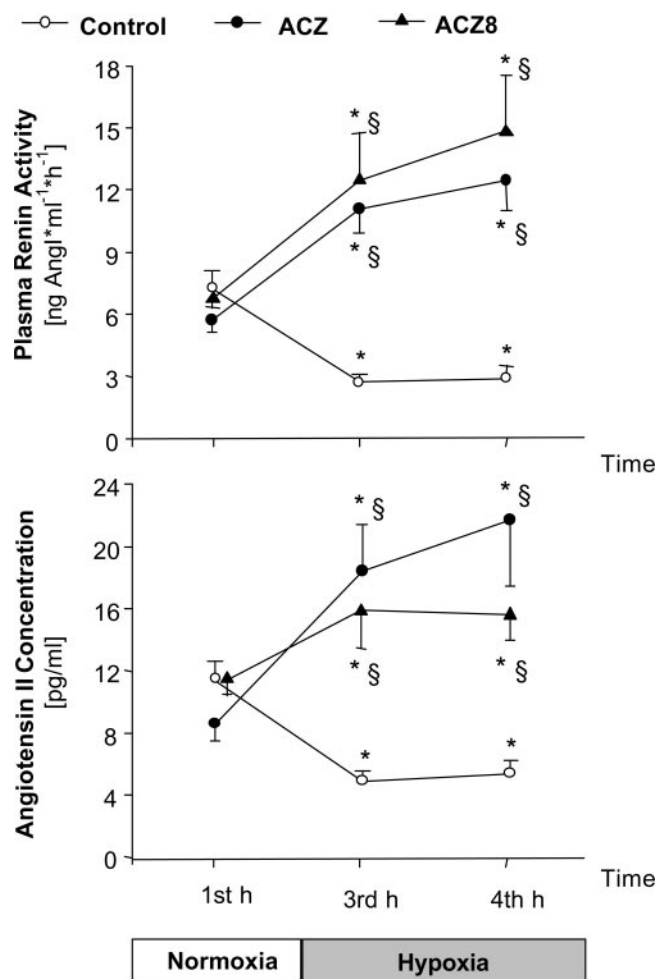 Control ACZ ACZ8
Plasma Renin Activity
[ng AngI*ml⁻¹*h⁻¹]
18
15
12
9
6
3
0
* §
* §
* §
* §
*
*
Time
Angiotensin II Concentration
[pg/ml]
24
20
16
12
8
4
0
* §
* §
* §
* §
*
*
Time
1st h 3rd h 4th h
Normoxia Hypoxia